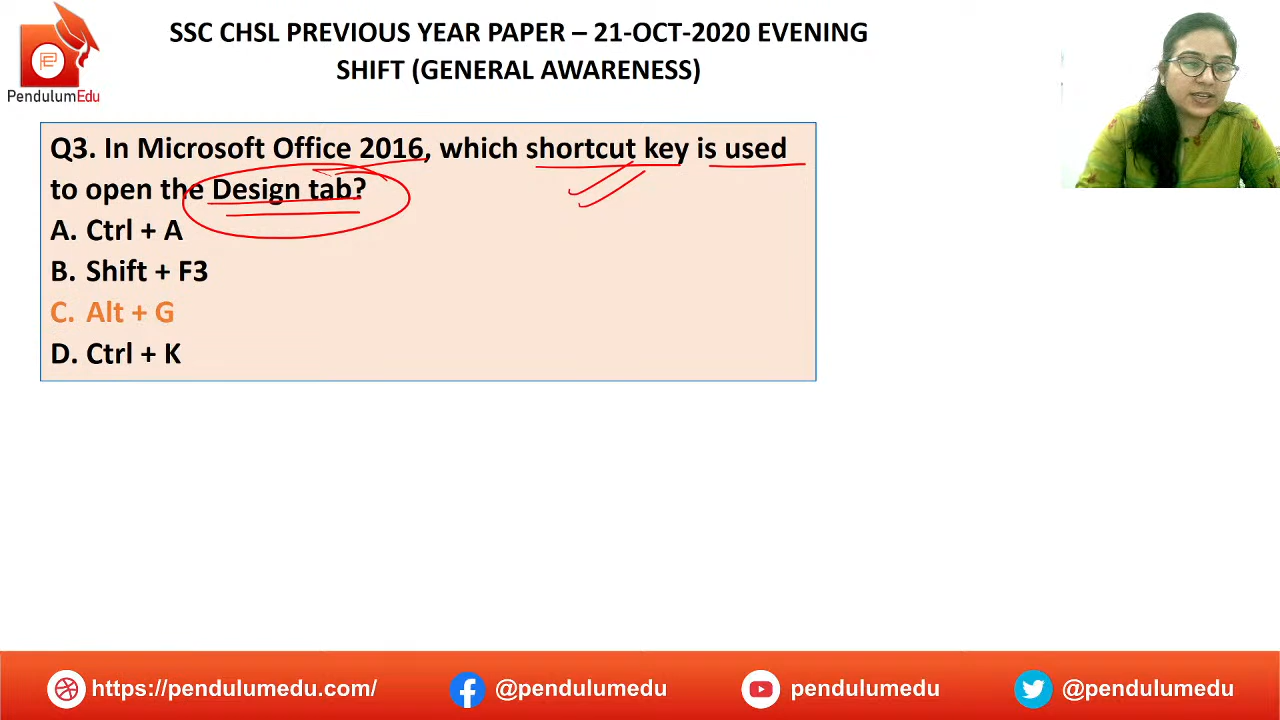 SSC CHSL PREVIOUS YEAR PAPER – 21-OCT-2020 EVENING
SHIFT (GENERAL AWARENESS)
PE
PendulumEdu
Q3. In Microsoft Office 2016, which shortcut key is used
to open the Design tab?
A. Ctrl + A
B. Shift + F3
C. Alt + G
D. Ctrl + K
https://pendulumedu.com/
@pendulumedu
pendulumedu
@pendulumedu